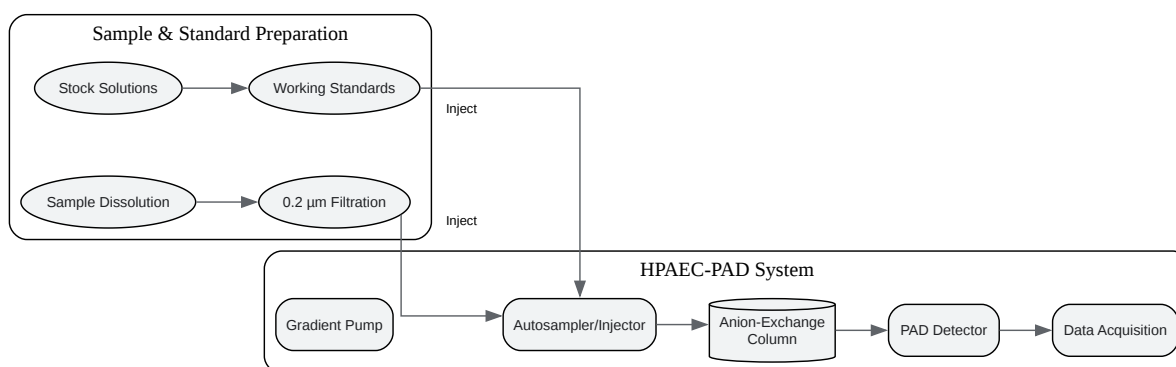 Sample & Standard Preparation
Stock Solutions
Working Standards
Inject
Sample Dissolution
0.2 µm Filtration
Inject
HPAEC-PAD System
Gradient Pump
Autosampler/Injector
Anion-Exchange
Column
PAD Detector
Data Acquisition